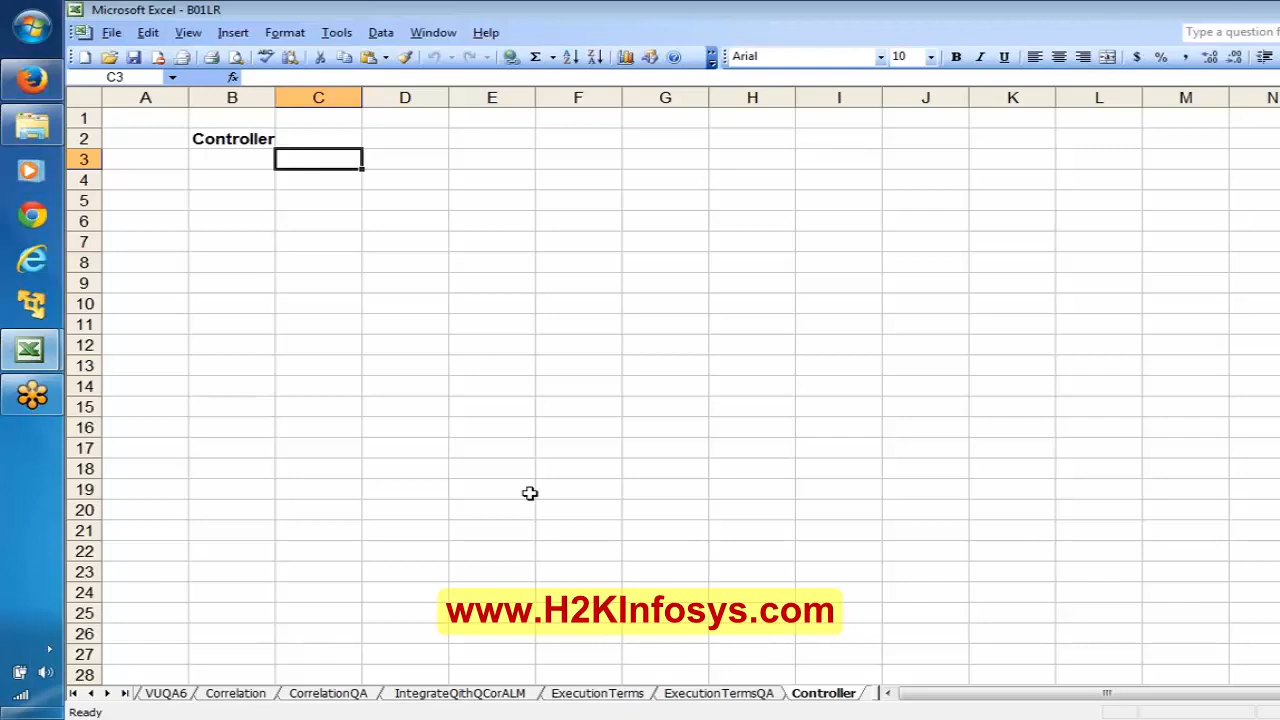 Microsoft Excel - B01LR
File Edit View Insert Format Tools Data Window Help
Type a question f
Arial 10 B I U $ % ,
C3 fx
A B C D E F G H I J K L M N
1
2 Controller
3
4
5
6
7
8
9
10
11
12
13
14
15
16
17
18
19
20
21
22
23
24
25
26
27
28
www.H2KInfosys.com
VUQA6 Correlation CorrelationQA IntegrateQithQCorALM ExecutionTerms ExecutionTermsQA Controller
Ready